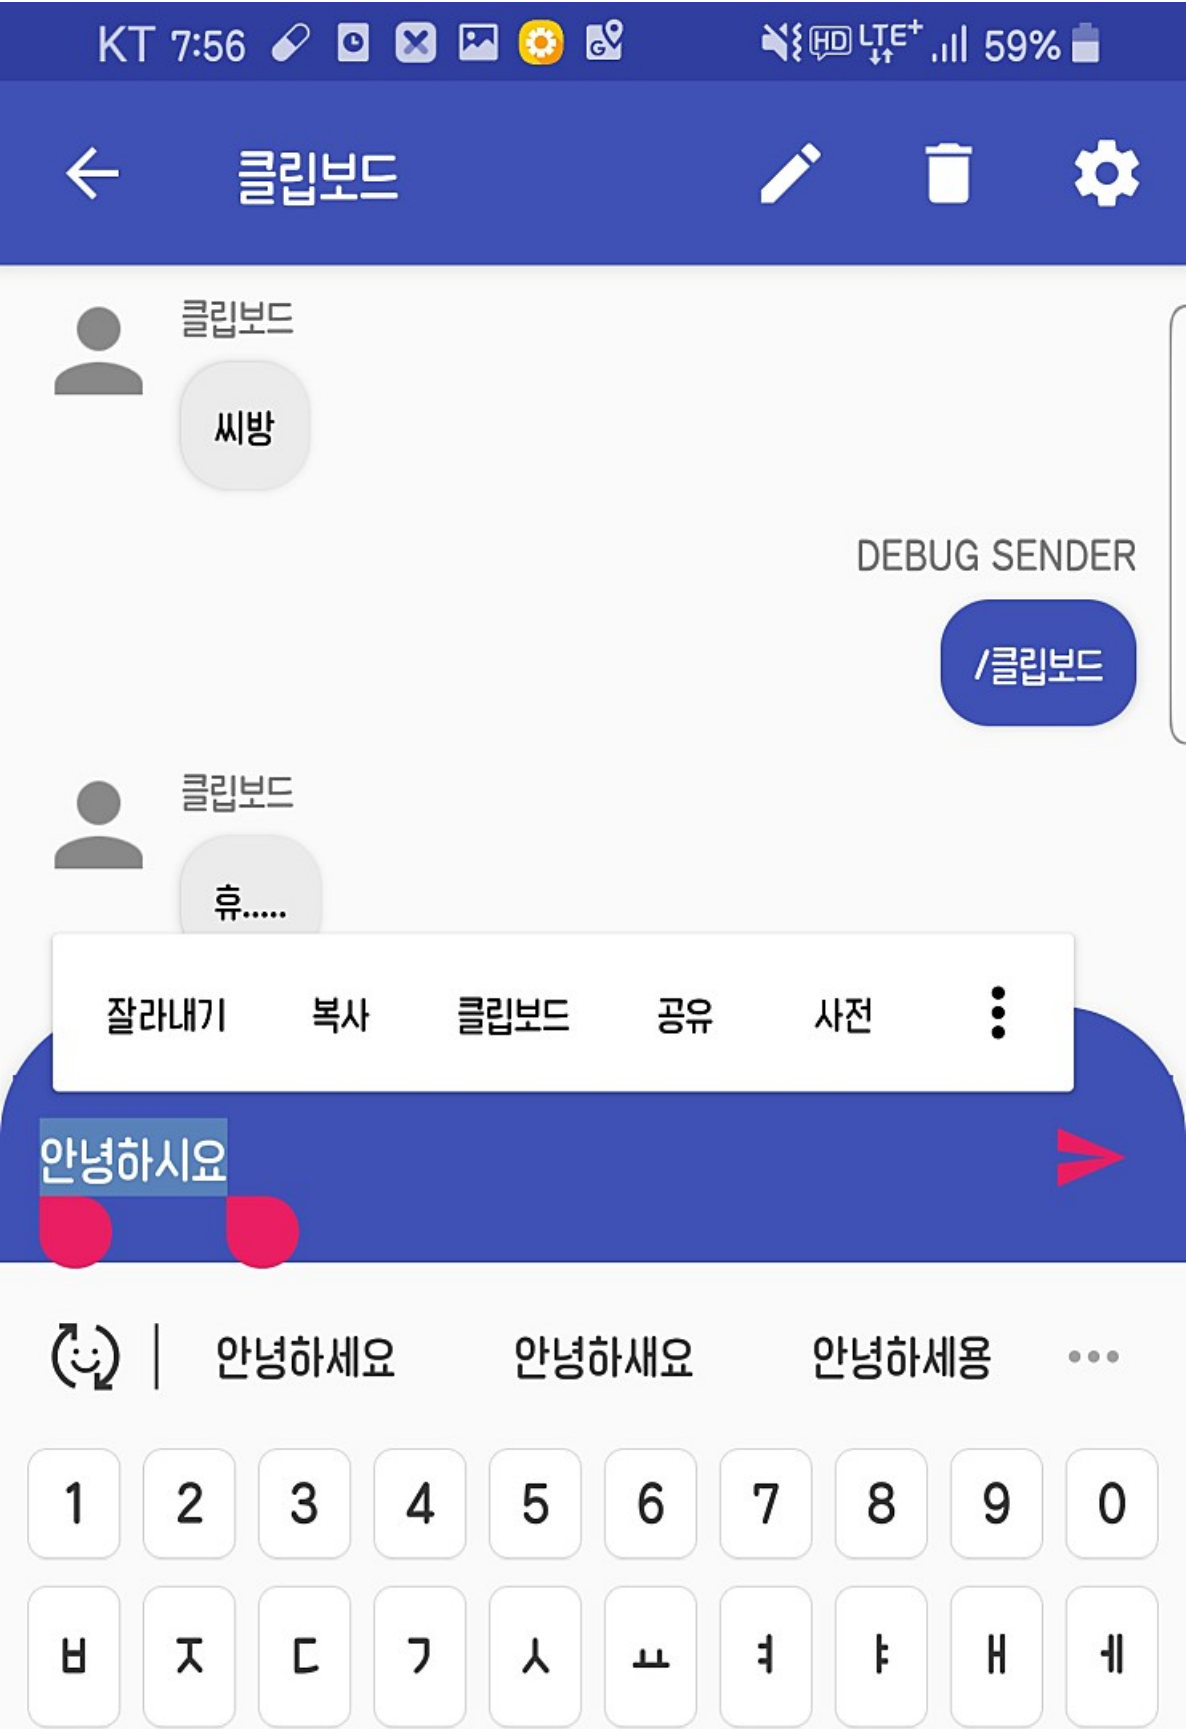 KT 7:56 HD LTE+ 59%
클립보드
클립보드
씨방
DEBUG SENDER
/클립보드
클립보드
휴.....
잘라내기 복사 클립보드 공유 사전
안녕하시요
안녕하세요 안녕하새요 안녕하세용
1 2 3 4 5 6 7 8 9 0
ㅂ ㅈ ㄷ ㄱ ㅅ ㅛ ㅕ ㅑ ㅐ ㅔ